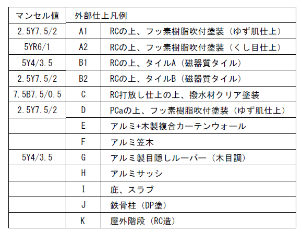 マンセル値 外部仕上凡例
2.5Y7.5/2 A1 RCの上、フッ素樹脂吹付塗装（ゆず肌仕上）
5YR6/1 A2 RCの上、フッ素樹脂吹付塗装（くし目仕上）
5Y4/3.5 B1 RCの上、タイルA（磁器質タイル）
2.5Y7.5/2 B2 RCの上、タイルB（磁器質タイル）
7.5B7.5/0.5 C RC打放し仕上の上、撥水材クリア塗装
2.5Y7.5/2 D PCaの上、フッ素樹脂吹付塗装（ゆず肌仕上）
E アルミ+木製複合カーテンウォール
F アルミ笠木
5Y4/3.5 G アルミ製目隠しルーバー（木目調）
H アルミサッシ
I 庇、スラブ
J 鉄骨柱（DP塗）
K 屋外階段（RC造）